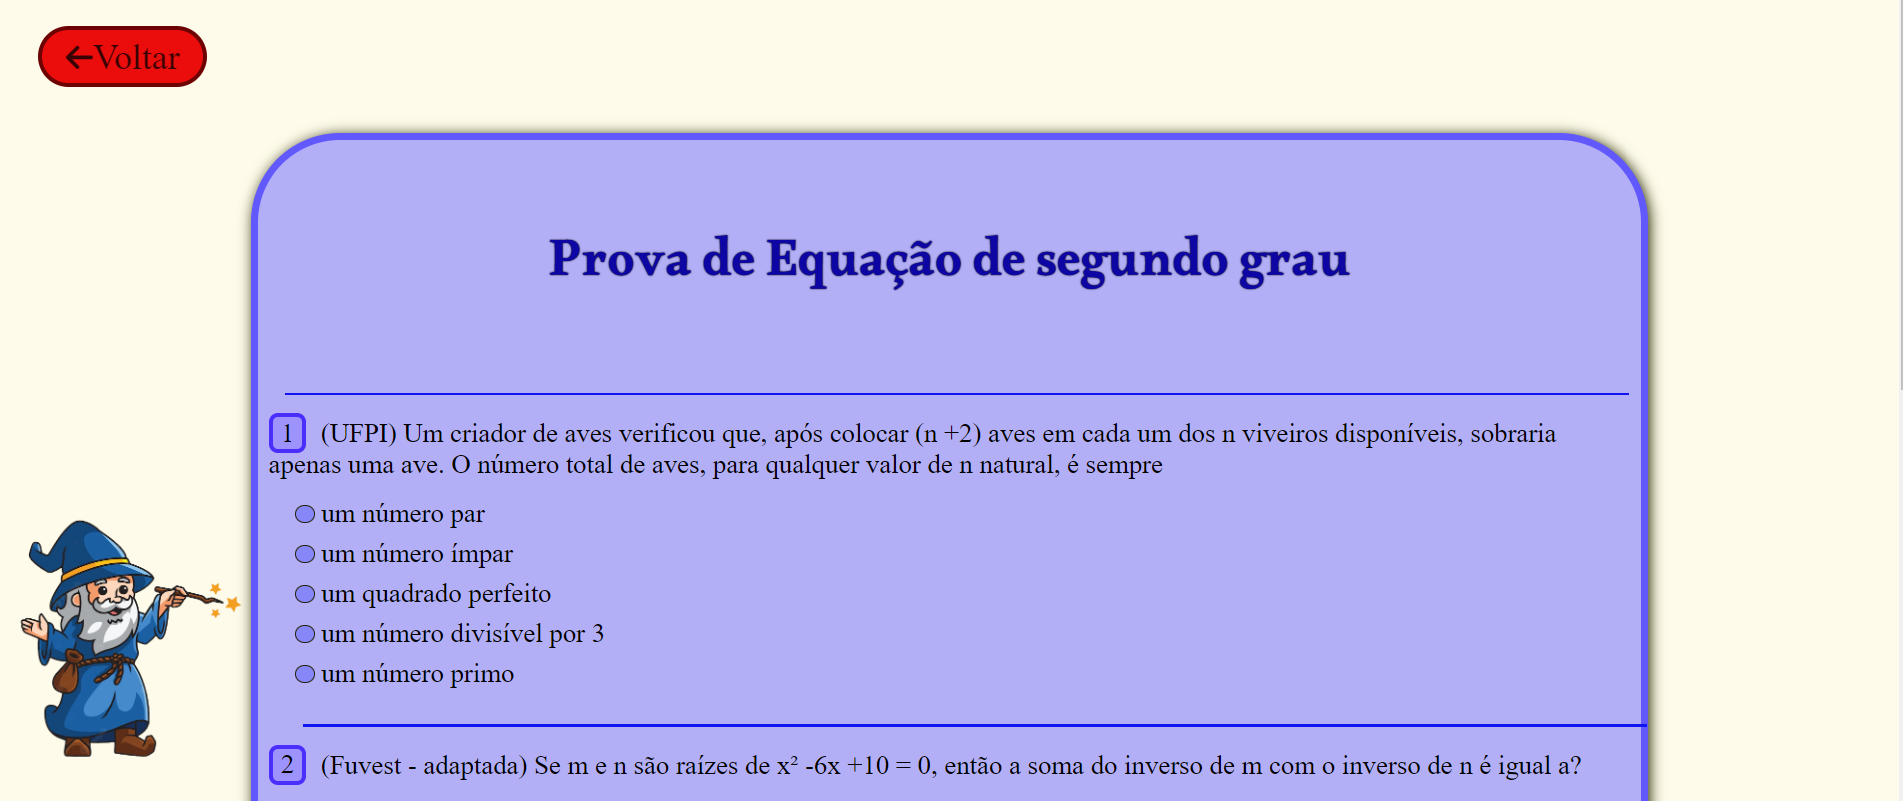 Voltar
Prova de Equação de segundo grau
1 (UFPI) Um criador de aves verificou que, após colocar (n +2) aves em cada um dos n viveiros disponíveis, sobraria
apenas uma ave. O número total de aves, para qualquer valor de n natural, é sempre
um número par
um número ímpar
um quadrado perfeito
um número divisível por 3
um número primo
2 (Fuvest - adaptada) Se m e n são raízes de x² -6x +10 = 0, então a soma do inverso de m com o inverso de n é igual a?